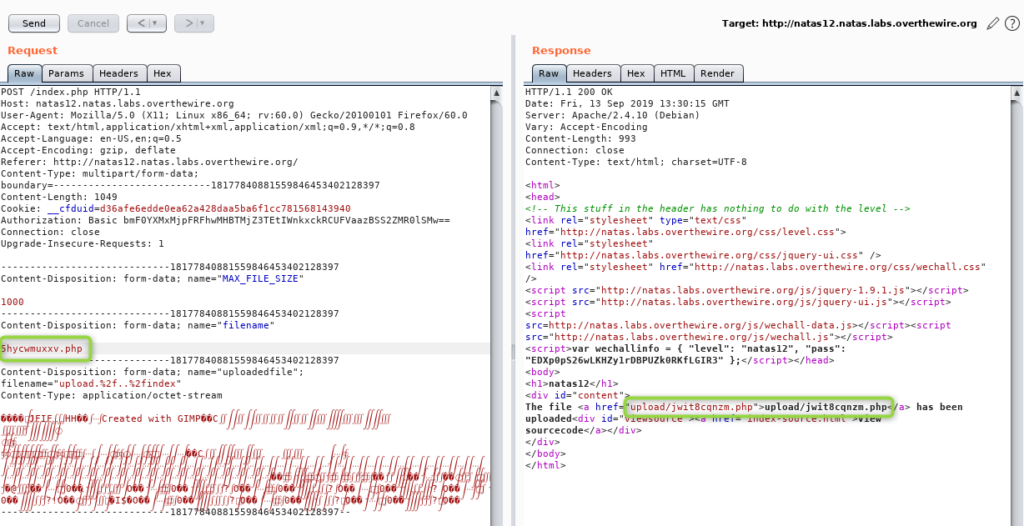 Send
Cancel
< | ▾
> | ▾
Target: http://natas12.natas.labs.overthewire.org
Request
Raw
Params
Headers
Hex
POST /index.php HTTP/1.1
Host: natas12.natas.labs.overthewire.org
User-Agent: Mozilla/5.0 (X11; Linux x86_64; rv:60.0) Gecko/20100101 Firefox/60.0
Accept: text/html,application/xhtml+xml,application/xml;q=0.9,*/*;q=0.8
Accept-Language: en-US,en;q=0.5
Accept-Encoding: gzip, deflate
Referer: http://natas12.natas.labs.overthewire.org/
Content-Type: multipart/form-data;
boundary=---------------------------18177840881559846453402128397
Content-Length: 1049
Cookie: __cfduid=d36afe6edde0ea62a428daa5ba6f1cc781568143940
Authorization: Basic bmF0YXMxMjpFRFhwMHBTMjZ3TEtIWnkxckRCUFVaazBSS2ZMR0lSMw==
Connection: close
Upgrade-Insecure-Requests: 1
-----------------------------18177840881559846453402128397
Content-Disposition: form-data; name="MAX_FILE_SIZE"
1000
-----------------------------18177840881559846453402128397
Content-Disposition: form-data; name="filename"
5hycwmuxxv.php
-----------------------------18177840881559846453402128397
Content-Disposition: form-data; name="uploadedfile";
filename="upload.%2f..%2findex"
Content-Type: application/octet-stream
Created with GIMP
-----------------------------18177840881559846453402128397--
Response
Raw
Headers
Hex
HTML
Render
HTTP/1.1 200 OK
Date: Fri, 13 Sep 2019 13:30:15 GMT
Server: Apache/2.4.10 (Debian)
Vary: Accept-Encoding
Content-Length: 993
Connection: close
Content-Type: text/html; charset=UTF-8
<html>
<head>
<!-- This stuff in the header has nothing to do with the level -->
<link rel="stylesheet" type="text/css"
href="http://natas.labs.overthewire.org/css/level.css">
<link rel="stylesheet"
href="http://natas.labs.overthewire.org/css/jquery-ui.css" />
<link rel="stylesheet" href="http://natas.labs.overthewire.org/css/wechall.css"
/>
<script src="http://natas.labs.overthewire.org/js/jquery-1.9.1.js"></script>
<script src="http://natas.labs.overthewire.org/js/jquery-ui.js"></script>
<script
src=http://natas.labs.overthewire.org/js/wechall-data.js></script><script
src="http://natas.labs.overthewire.org/js/wechall.js"></script>
<script>var wechallinfo = { "level": "natas12", "pass":
"EDXp0pS26wLKHZy1rDBPUZk0RKfLGIR3" };</script></head>
<body>
<h1>natas12</h1>
<div id="content">
The file <a href="upload/jwit8cqnzm.php">upload/jwit8cqnzm.php</a> has been
uploaded<div id="viewsource"><a href="index-source.html">View
sourcecode</a></div>
</div>
</body>
</html>